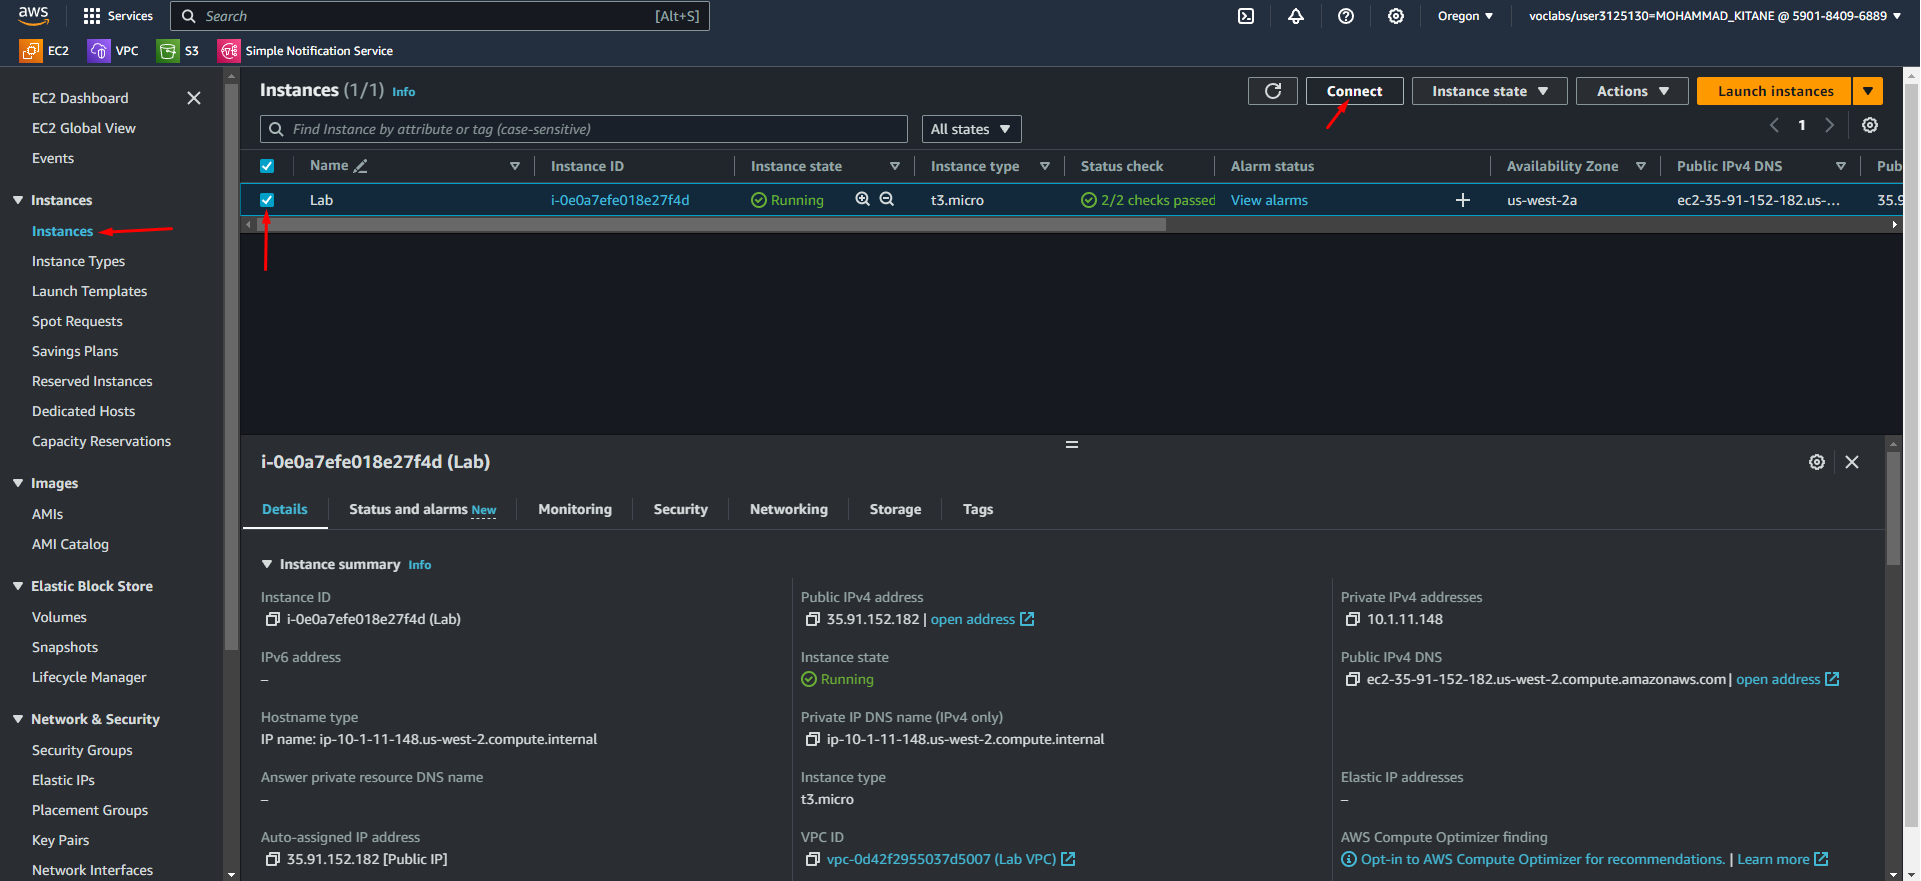 aws Services Search [Alt+S] Oregon voclabs/user3125130=MOHAMMAD_KITANE @ 5901-8409-6889
EC2 VPC S3 Simple Notification Service
EC2 Dashboard
EC2 Global View
Events
Instances
Instances
Instance Types
Launch Templates
Spot Requests
Savings Plans
Reserved Instances
Dedicated Hosts
Capacity Reservations
Images
AMIs
AMI Catalog
Elastic Block Store
Volumes
Snapshots
Lifecycle Manager
Network & Security
Security Groups
Elastic IPs
Placement Groups
Key Pairs
Network Interfaces
Instances (1/1) Info Connect Instance state Actions Launch instances
Find Instance by attribute or tag (case-sensitive) All states 1
Name Instance ID Instance state Instance type Status check Alarm status Availability Zone Public IPv4 DNS Pub
Lab i-0e0a7efe018e27f4d Running t3.micro 2/2 checks passed View alarms us-west-2a ec2-35-91-152-182.us-... 35.9
i-0e0a7efe018e27f4d (Lab)
Details Status and alarms New Monitoring Security Networking Storage Tags
Instance summary Info
Instance ID Public IPv4 address Private IPv4 addresses
i-0e0a7efe018e27f4d (Lab) 35.91.152.182 | open address 10.1.11.148
IPv6 address Instance state Public IPv4 DNS
– Running ec2-35-91-152-182.us-west-2.compute.amazonaws.com | open address
Hostname type Private IP DNS name (IPv4 only)
IP name: ip-10-1-11-148.us-west-2.compute.internal ip-10-1-11-148.us-west-2.compute.internal
Answer private resource DNS name Instance type Elastic IP addresses
– t3.micro –
Auto-assigned IP address VPC ID AWS Compute Optimizer finding
35.91.152.182 [Public IP] vpc-0d42f2955037d5007 (Lab VPC) Opt-in to AWS Compute Optimizer for recommendations. | Learn more